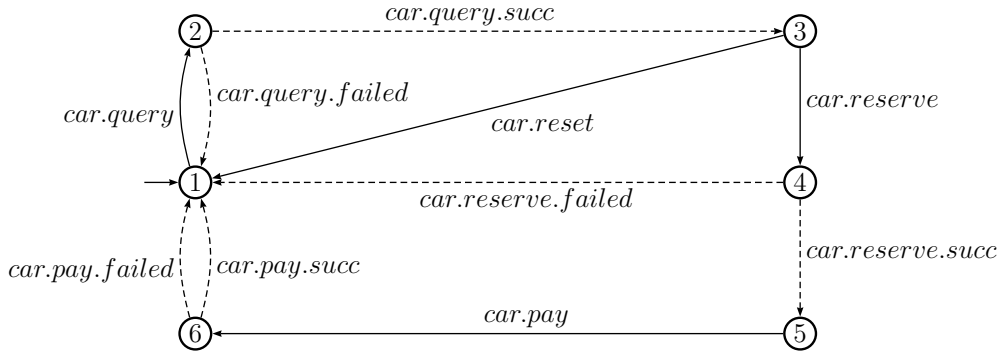 car.query.succ
2
3
car.query.failed
car.query
car.reserve
car.reset
1
4
car.reserve.failed
car.reserve.succ
car.pay.failed
car.pay.succ
car.pay
6
5